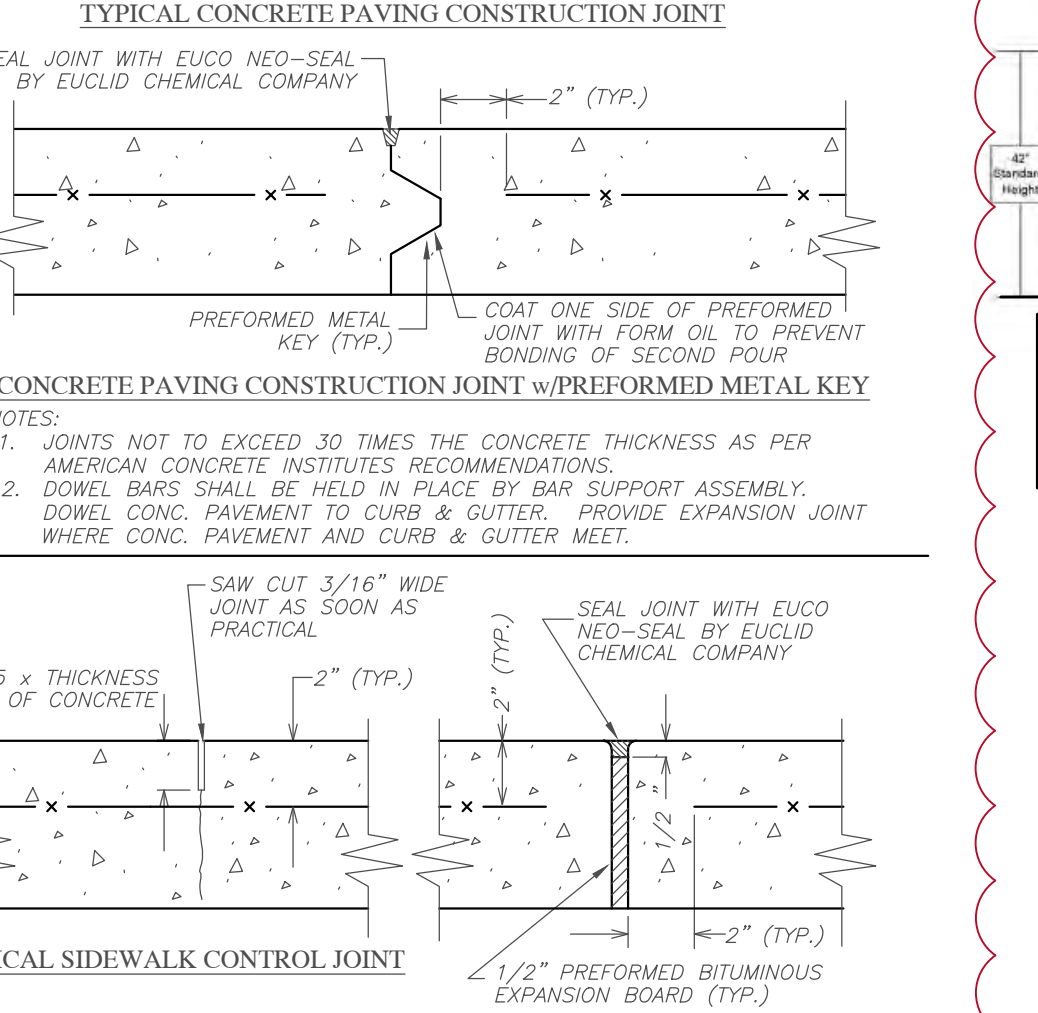 TYPICAL CONCRETE PAVING CONSTRUCTION JOINT
JOINT WITH EUCO NEO-SEAL
BY EUCLID CHEMICAL COMPANY
2" (TYP.)
42"
Height
PREFORMED METAL
KEY (TYP.)
COAT ONE SIDE OF PREFORMED
JOINT WITH FORM OIL TO PREVENT
BONDING OF SECOND POUR
CONCRETE PAVING CONSTRUCTION JOINT w/PREFORMED METAL KEY
NOTES:
1. JOINTS NOT TO EXCEED 30 TIMES THE CONCRETE THICKNESS AS PER
AMERICAN CONCRETE INSTITUTES RECOMMENDATIONS.
2. DOWEL BARS SHALL BE HELD IN PLACE BY BAR SUPPORT ASSEMBLY.
DOWEL CONC. PAVEMENT TO CURB & GUTTER. PROVIDE EXPANSION JOINT
WHERE CONC. PAVEMENT AND CURB & GUTTER MEET.
SAW CUT 3/16" WIDE
JOINT AS SOON AS
PRACTICAL
x THICKNESS
OF CONCRETE
2" (TYP.)
2" (TYP.)
SEAL JOINT WITH EUCO
NEO-SEAL BY EUCLID
CHEMICAL COMPANY
1/2"
2" (TYP.)
SIDEWALK CONTROL JOINT
1/2" PREFORMED BITUMINOUS
EXPANSION BOARD (TYP.)